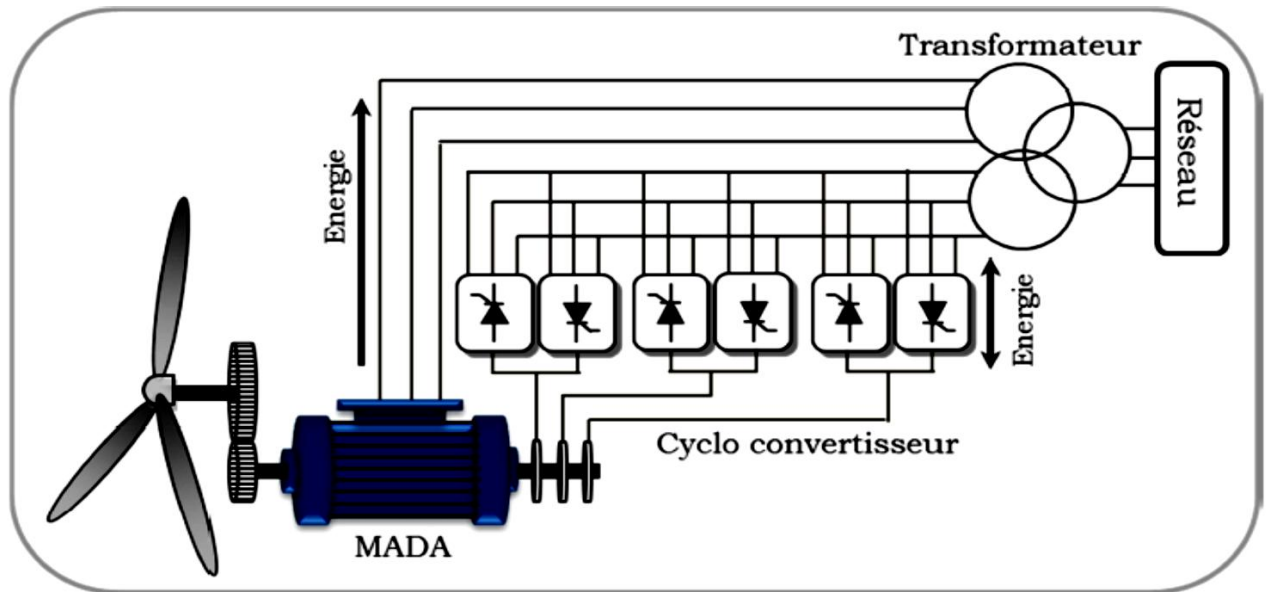 Transformateur
Réseau
Energie
Energie
Cyclo convertisseur
MADA